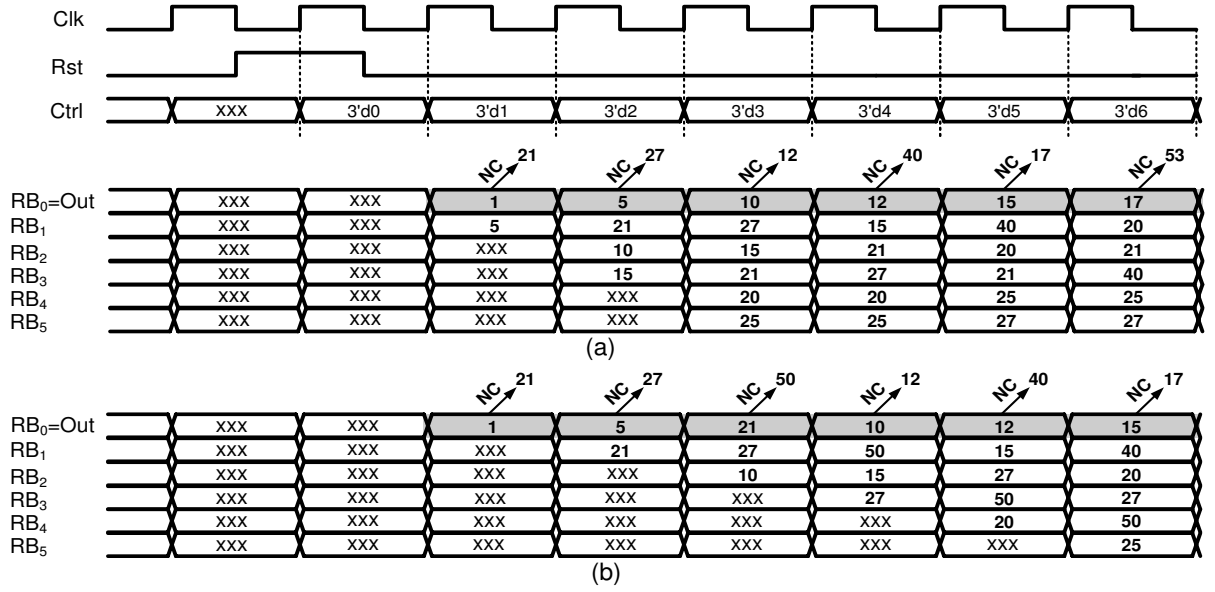 Clk
Rst
Ctrl xxx 3'd0 3'd1 3'd2 3'd3 3'd4 3'd5 3'd6
NC 21 NC 27 NC 12 NC 40 NC 17 NC 53
RB0=Out xxx xxx 1 5 10 12 15 17
RB1 xxx xxx 5 21 27 15 40 20
RB2 xxx xxx xxx 10 15 21 20 21
RB3 xxx xxx xxx 15 21 27 21 40
RB4 xxx xxx xxx xxx 20 20 25 25
RB5 xxx xxx xxx xxx 25 25 27 27
(a)
NC 21 NC 27 NC 50 NC 12 NC 40 NC 17
RB0=Out xxx xxx 1 5 21 10 12 15
RB1 xxx xxx xxx 21 27 50 15 40
RB2 xxx xxx xxx xxx 10 15 27 20
RB3 xxx xxx xxx xxx xxx 27 50 27
RB4 xxx xxx xxx xxx xxx xxx 20 50
RB5 xxx xxx xxx xxx xxx xxx xxx 25
(b)